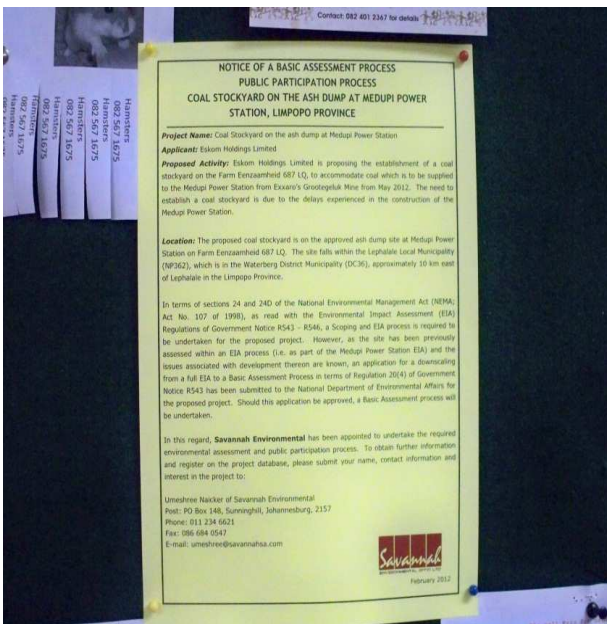 Contact: 082 401 2367 for details
Hamsters
082 567 1675
Hamsters
082 567 1675
Hamsters
082 567 1675
Hamsters
082 567 1675
Hamsters
082 567 1675
NOTICE OF A BASIC ASSESSMENT PROCESS
PUBLIC PARTICIPATION PROCESS
COAL STOCKYARD ON THE ASH DUMP AT MEDUPI POWER
STATION, LIMPOPO PROVINCE
Project Name: Coal Stockyard on the ash dump at Medupi Power Station
Applicant: Eskom Holdings Limited
Proposed Activity: Eskom Holdings Limited is proposing the establishment of a coal
stockyard on the Farm Eenzaamheid 687 LQ, to accommodate coal which is to be supplied
to the Medupi Power Station from Exxaro's Grootegeluk Mine from May 2012. The need to
establish a coal stockyard is due to the delays experienced in the construction of the
Medupi Power Station.
Location: The proposed coal stockyard is on the approved ash dump site at Medupi Power
Station on Farm Eenzaamheid 687 LQ. The site falls within the Lephalale Local Municipality
(NP362), which is in the Waterberg District Municipality (DC36), approximately 10 km east
of Lephalale in the Limpopo Province.
In terms of sections 24 and 24D of the National Environmental Management Act (NEMA;
Act No. 107 of 1998), as read with the Environmental Impact Assessment (EIA)
Regulations of Government Notice R543 – R546, a Scoping and EIA process is required to
be undertaken for the proposed project. However, as the site has been previously
assessed within an EIA process (i.e. as part of the Medupi Power Station EIA) and the
issues associated with development thereon are known, an application for a downscaling
from a full EIA to a Basic Assessment Process in terms of Regulation 20(4) of Government
Notice R543 has been submitted to the National Department of Environmental Affairs for
the proposed project. Should this application be approved, a Basic Assessment process will
be undertaken.
In this regard, Savannah Environmental has been appointed to undertake the required
environmental assessment and public participation process. To obtain further information
and register on the project database, please submit your name, contact information and
interest in the project to:
Umeshree Naicker of Savannah Environmental
Post: PO Box 148, Sunninghill, Johannesburg, 2157
Phone: 011 234 6621
Fax: 086 684 0547
E-mail: umeshree@savannahsa.com
Savannah
February 2012